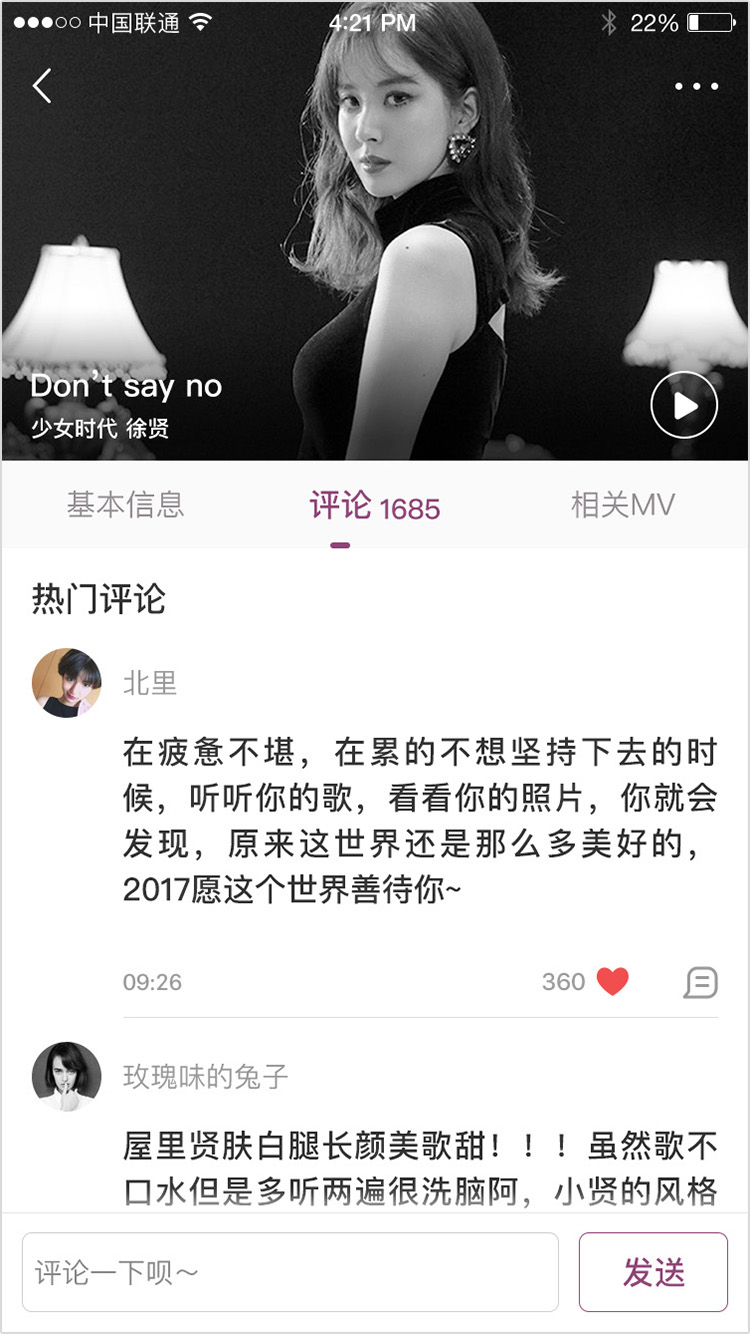 中国联通 4:21 PM 22%
Don't say no
少女时代 徐贤
基本信息 评论 1685 相关MV
热门评论
北里
在疲惫不堪，在累的不想坚持下去的时
候，听听你的歌，看看你的照片，你就会
发现，原来这世界还是那么多美好的，
2017愿这个世界善待你~
09:26 360
玫瑰味的兔子
屋里贤肤白腿长颜美歌甜！！！虽然歌不
口水但是多听两遍很洗脑阿，小贤的风格
评论一下呗～ 发送